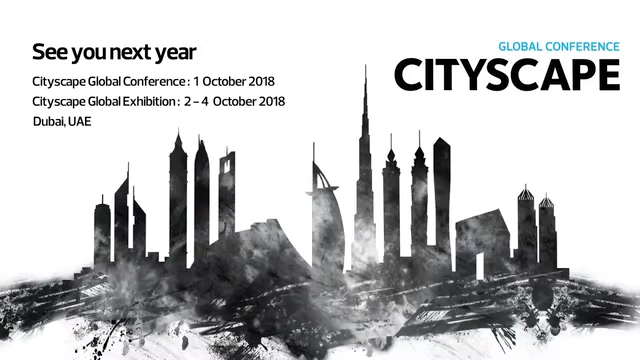 See you next year
Cityscape Global Conference : 1 October 2018
Cityscape Global Exhibition : 2 – 4 October 2018
Dubai, UAE
GLOBAL CONFERENCE
CITYSCAPE